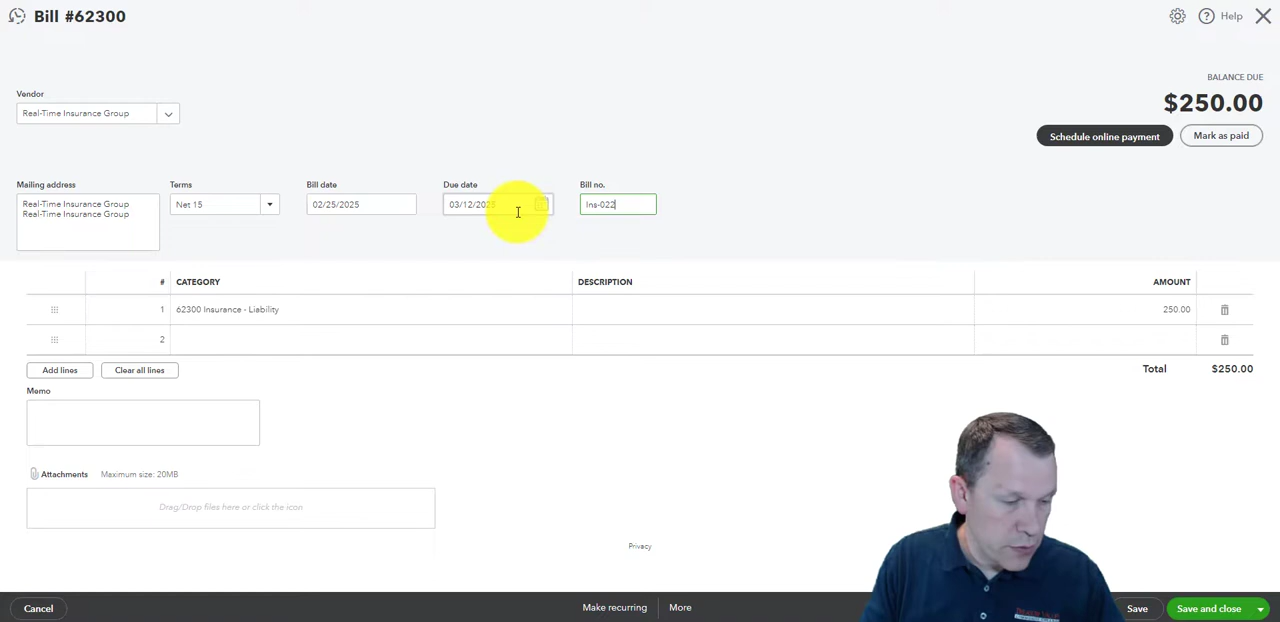 Bill #62300
Help
BALANCE DUE
$250.00
Schedule online payment
Mark as paid
Vendor
Real-Time Insurance Group
Mailing address
Real-Time Insurance Group
Real-Time Insurance Group
Terms
Net 15
Bill date
02/25/2025
Due date
03/12/2025
Bill no.
Ins-022
# CATEGORY DESCRIPTION AMOUNT
1 62300 Insurance - Liability 250.00
2
Add lines
Clear all lines
Total $250.00
Memo
Attachments Maximum size: 20MB
Drag/Drop files here or click the icon
Privacy
Cancel
Make recurring
More
Save
Save and close